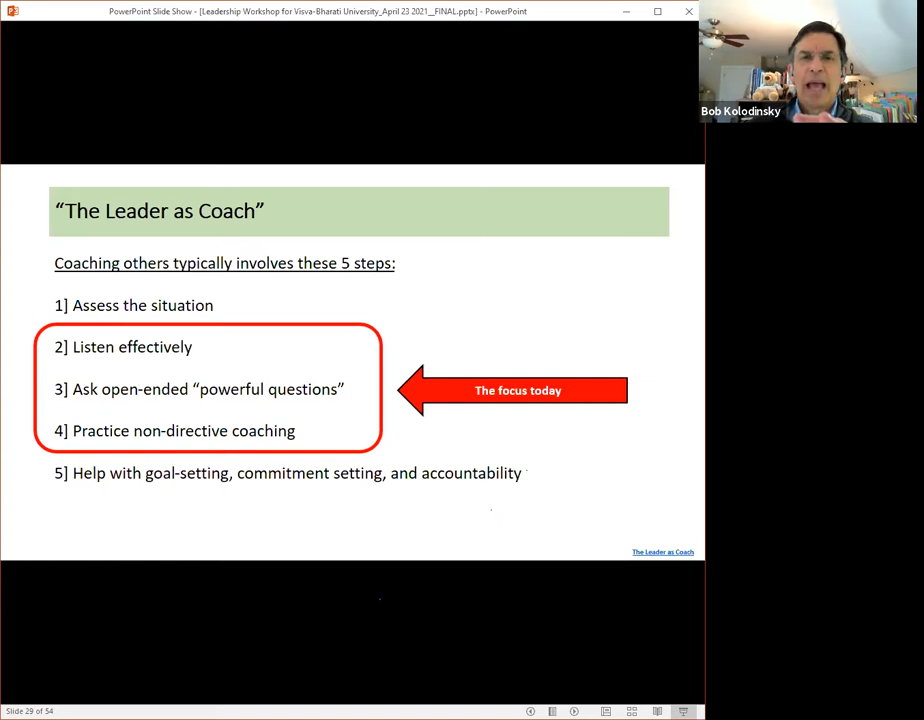 PowerPoint Slide Show - [Leadership Workshop for Visva-Bharati University_April 23 2021__FINAL.pptx] - PowerPoint
Bob Kolodinsky
“The Leader as Coach”
Coaching others typically involves these 5 steps:
1] Assess the situation
2] Listen effectively
3] Ask open-ended “powerful questions”
The focus today
4] Practice non-directive coaching
5] Help with goal-setting, commitment setting, and accountability
The Leader as Coach
Slide 29 of 54